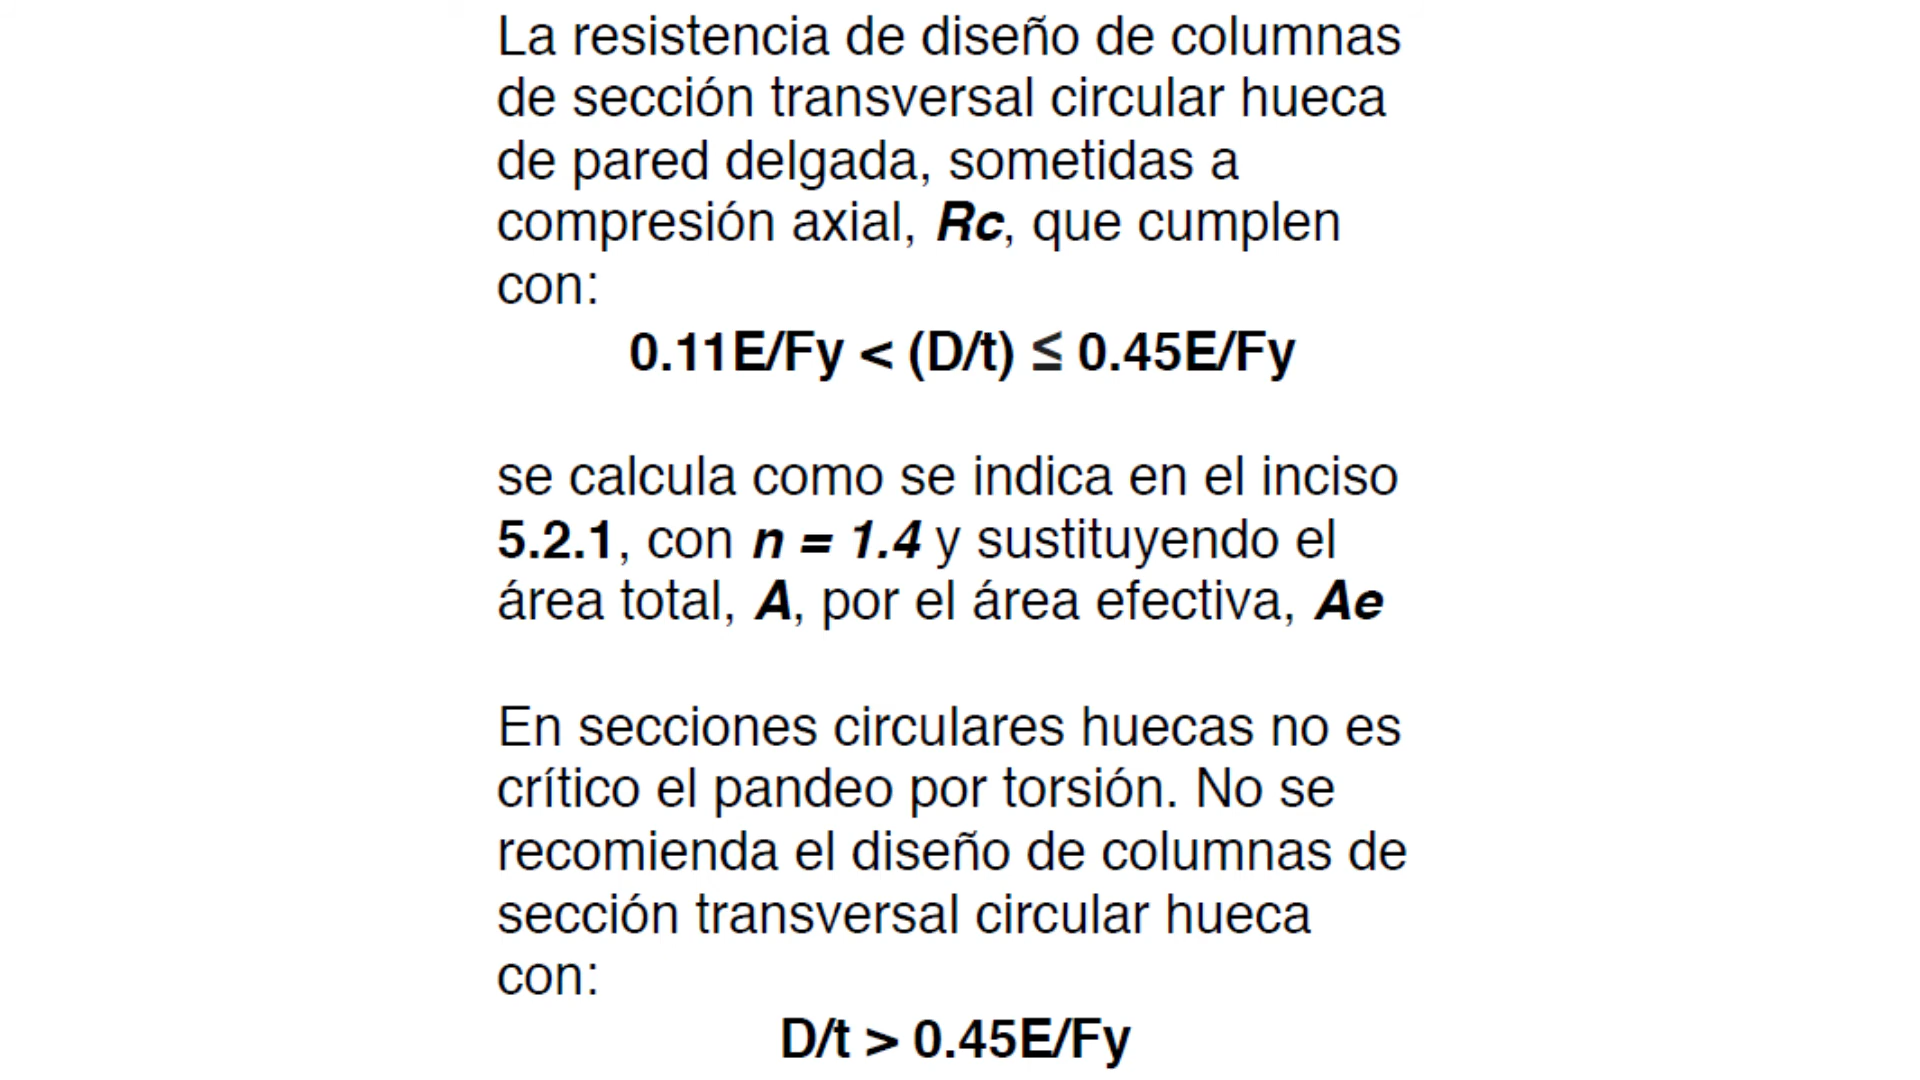 La resistencia de diseño de columnas
de sección transversal circular hueca
de pared delgada, sometidas a
compresión axial, Rc, que cumplen
con:
0.11E/Fy < (D/t) ≤ 0.45E/Fy
se calcula como se indica en el inciso
5.2.1, con n = 1.4 y sustituyendo el
área total, A, por el área efectiva, Ae
En secciones circulares huecas no es
crítico el pandeo por torsión. No se
recomienda el diseño de columnas de
sección transversal circular hueca
con:
D/t > 0.45E/Fy